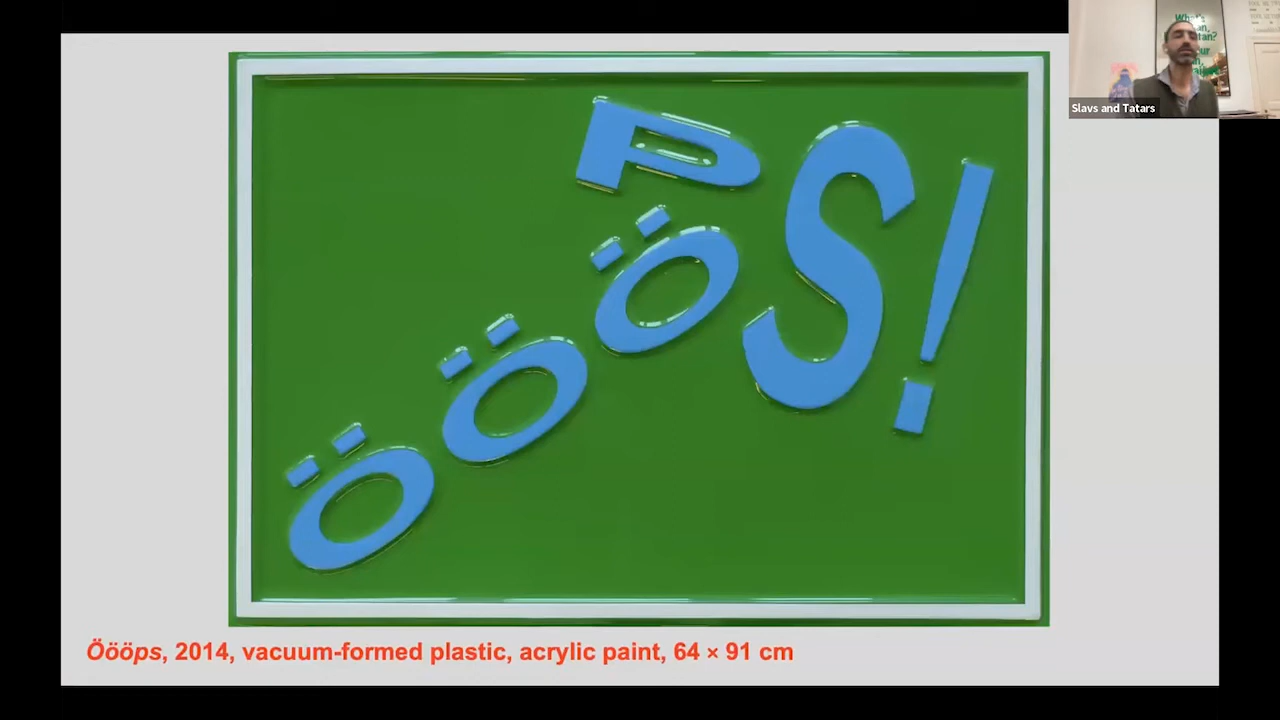 ÖÖÖPS!
Öööps, 2014, vacuum-formed plastic, acrylic paint, 64 × 91 cm
Slavs and Tatars